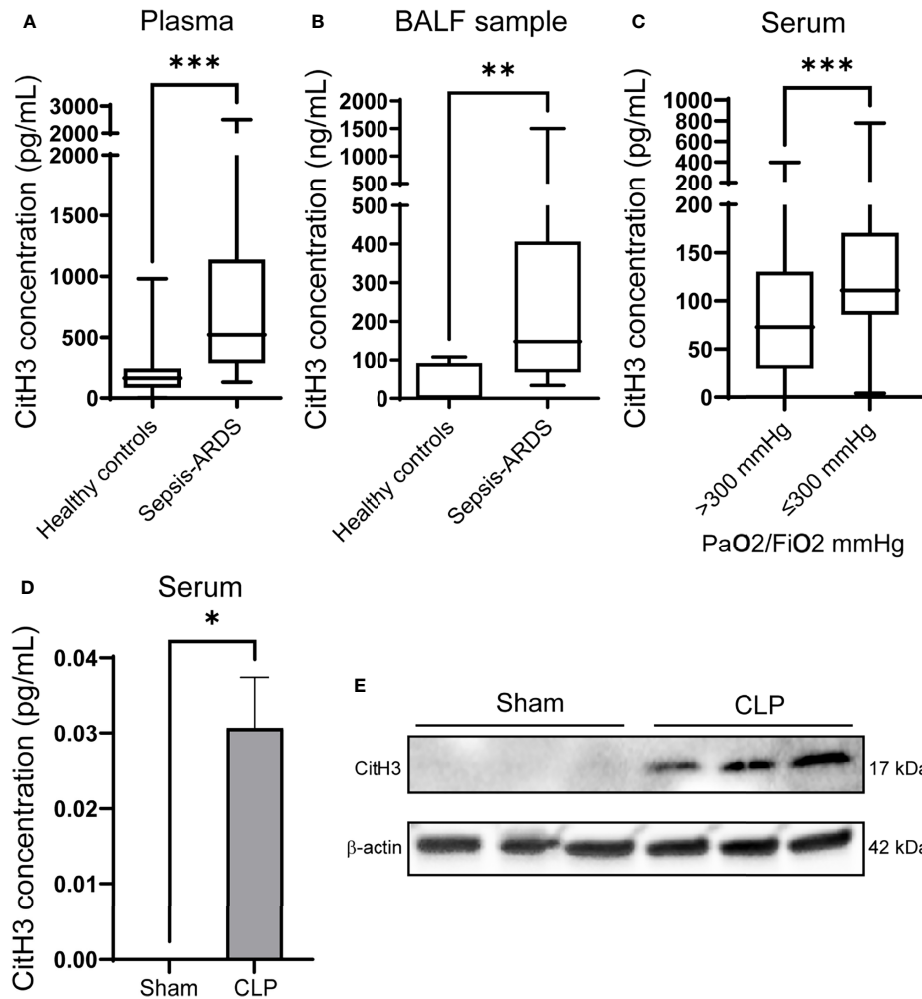 A
Plasma
***
CitH3 concentration (pg/mL)
3000
2000
2000
1500
1000
500
0
Healthy controls
Sepsis-ARDS
B
BALF sample
**
CitH3 concentration (ng/mL)
2000
1500
1000
500
500
400
300
200
100
0
Healthy controls
Sepsis-ARDS
C
Serum
***
CitH3 concentration (pg/mL)
1000
800
600
400
200
200
150
100
50
0
>300 mmHg
≤300 mmHg
PaO2/FiO2 mmHg
D
Serum
*
CitH3 concentration (pg/mL)
0.04
0.03
0.02
0.01
0.00
Sham
CLP
E
Sham
CLP
CitH3
17 kDa
β-actin
42 kDa